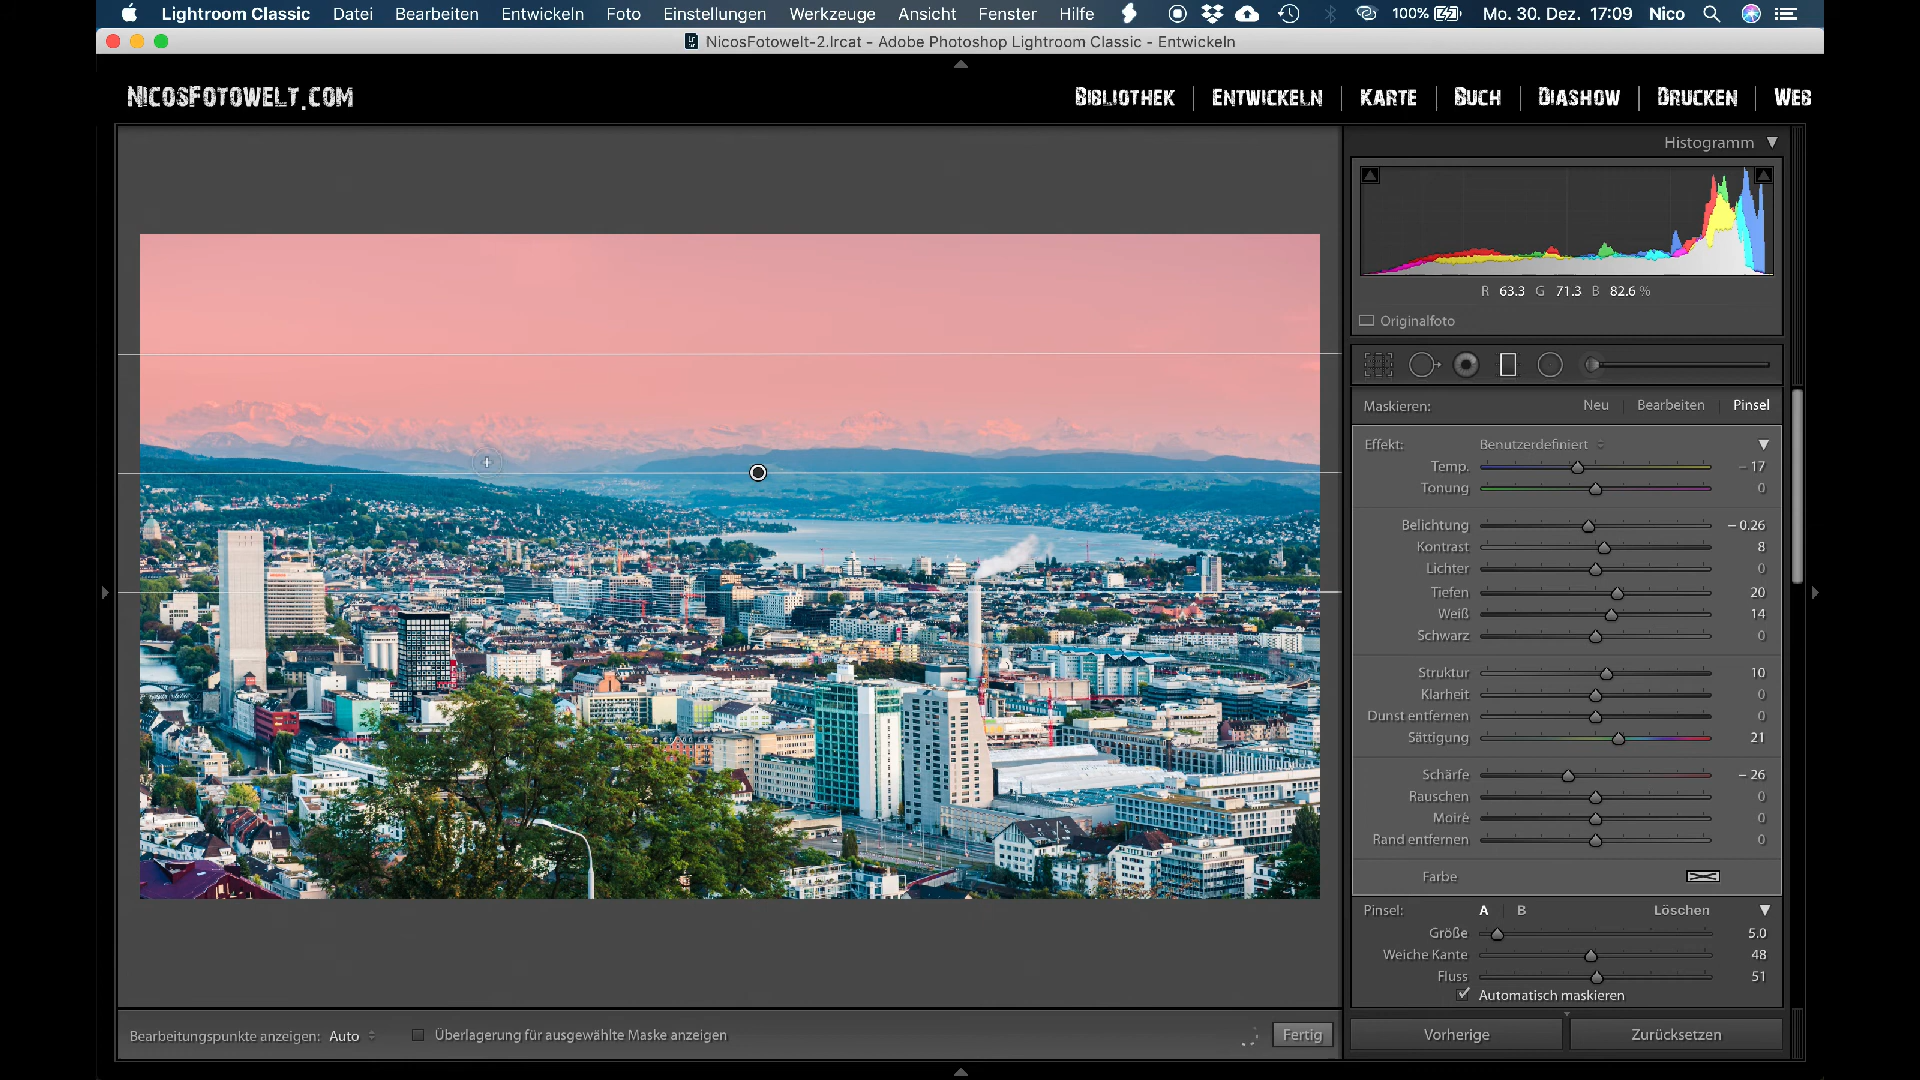 Lightroom Classic Datei Bearbeiten Entwickeln Foto Einstellungen Werkzeuge Ansicht Fenster Hilfe 100% Mo. 30. Dez. 17:09 Nico
NicosFotowelt-2.lrcat - Adobe Photoshop Lightroom Classic - Entwickeln
NicosFotowelt.com
Bibliothek | Entwickeln | Karte | Buch | Diashow | Drucken | Web
Histogramm
R 63.3 G 71.3 B 82.6 %
Originalfoto
Maskieren: Neu Bearbeiten Pinsel
Effekt: Benutzerdefiniert
Temp. – 17
Tonung 0
Belichtung – 0.26
Kontrast 8
Lichter 0
Tiefen 20
Weiß 14
Schwarz 0
Struktur 10
Klarheit 0
Dunst entfernen 0
Sättigung 21
Schärfe – 26
Rauschen 0
Moiré 0
Rand entfernen 0
Farbe
Pinsel: A B Löschen
Größe 5.0
Weiche Kante 48
Fluss 51
Automatisch maskieren
Bearbeitungspunkte anzeigen: Auto Überlagerung für ausgewählte Maske anzeigen Fertig
Vorherige Zurücksetzen